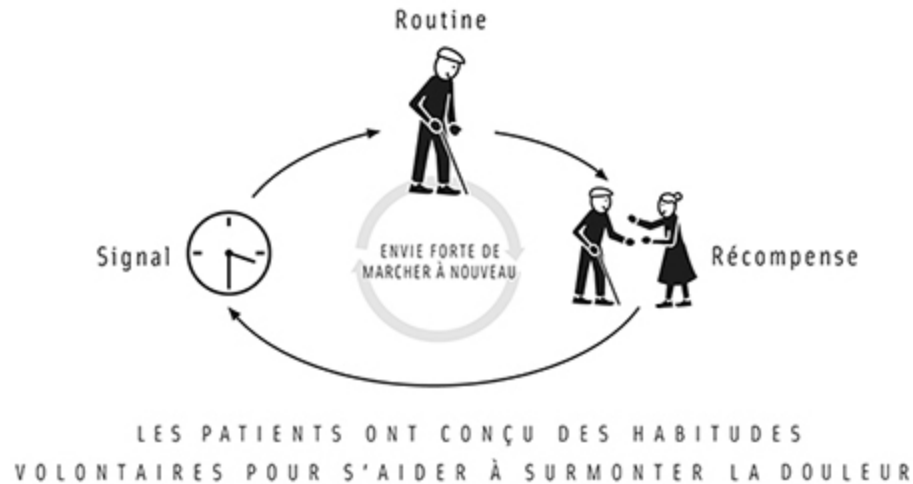 Routine
Signal
ENVIE FORTE DE
MARCHER À NOUVEAU
Récompense
LES PATIENTS ONT CONÇU DES HABITUDES
VOLONTAIRES POUR S'AIDER À SURMONTER LA DOULEUR